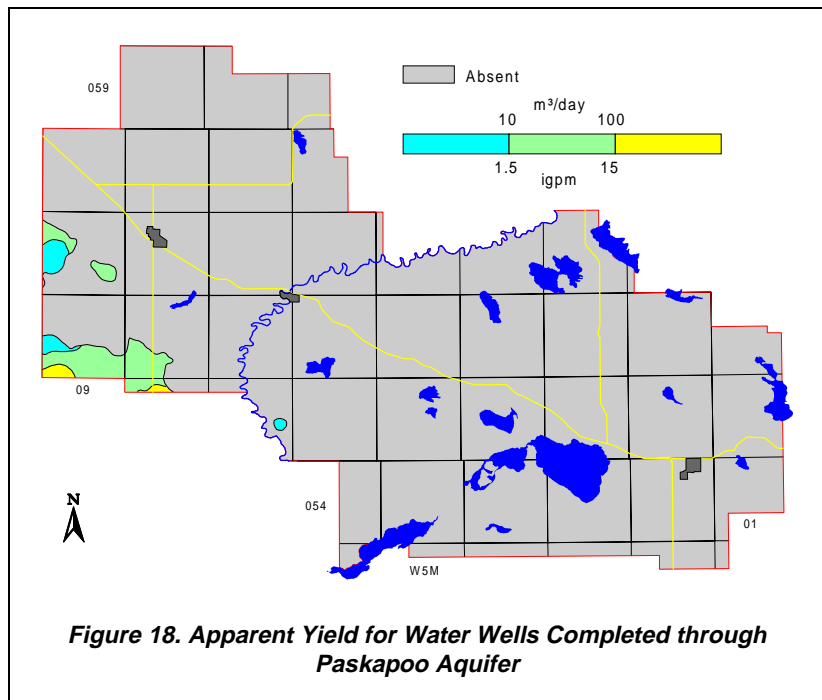 Absent
059
m³/day
10 100
1.5 15
igpm
09
N
054
01
W5M
Figure 18. Apparent Yield for Water Wells Completed through
Paskapoo Aquifer